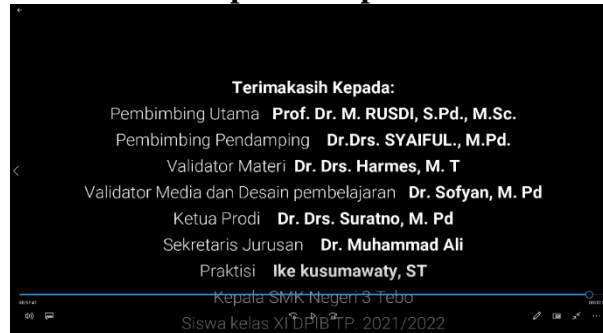 Terimakasih Kepada:
Pembimbing Utama Prof. Dr. M. RUSDI, S.Pd., M.Sc.
Pembimbing Pendamping Dr.Drs. SYAIFUL., M.Pd.
Validator Materi Dr. Drs. Harmes, M. T
Validator Media dan Desain pembelajaran Dr. Sofyan, M. Pd
Ketua Prodi Dr. Drs. Suratno, M. Pd
Sekretaris Jurusan Dr. Muhammad Ali
Praktisi Ike kusumawaty, ST
Kepala SMK Negeri 3 Tebo
Siswa kelas XI DPIB TP. 2021/2022